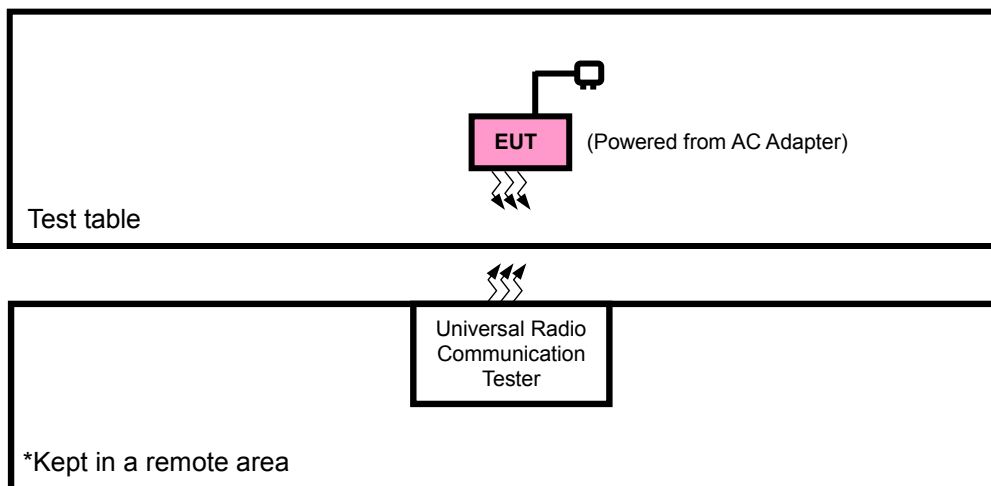 EUT
(Powered from AC Adapter)
Test table
Universal Radio
Communication
Tester
*Kept in a remote area